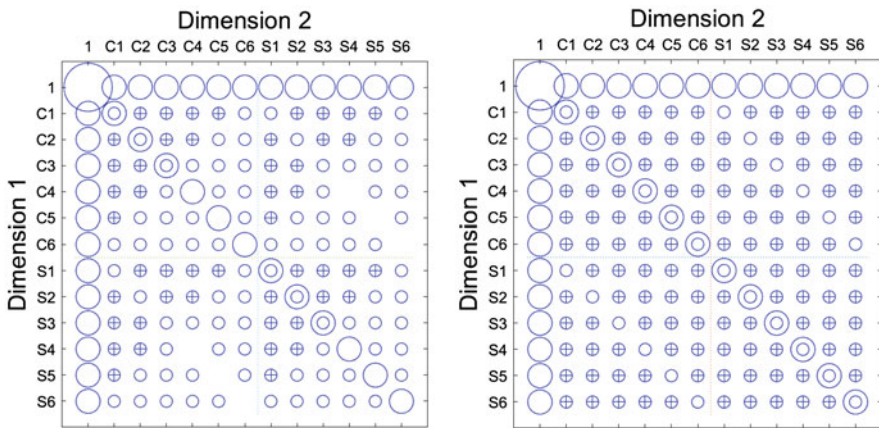 Dimension 2
1 C1 C2 C3 C4 C5 C6 S1 S2 S3 S4 S5 S6
Dimension 1
1
C1
C2
C3
C4
C5
C6
S1
S2
S3
S4
S5
S6
Dimension 2
1 C1 C2 C3 C4 C5 C6 S1 S2 S3 S4 S5 S6
Dimension 1
1
C1
C2
C3
C4
C5
C6
S1
S2
S3
S4
S5
S6